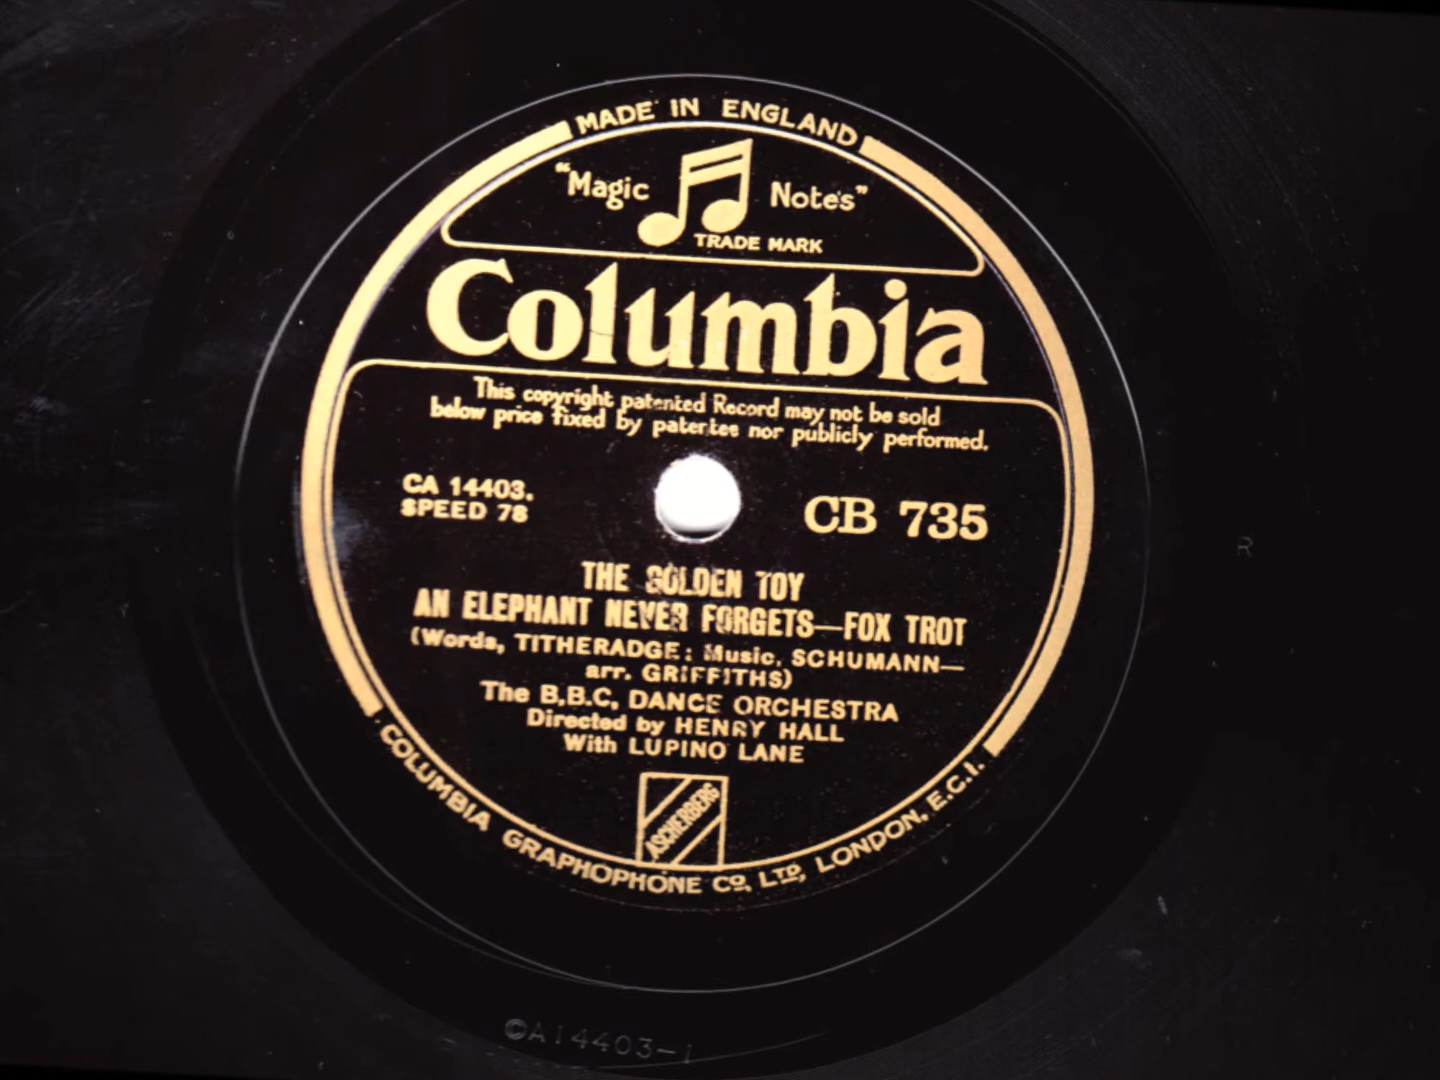 MADE IN ENGLAND
"Magic Notes"
TRADE MARK
Columbia
This copyright patented Record may not be sold
below price fixed by patentee nor publicly performed.
CA 14403.
SPEED 78
CB 735
THE GOLDEN TOY
AN ELEPHANT NEVER FORGETS—FOX TROT
(Words, TITHERADGE: Music, SCHUMANN—
arr. GRIFFITHS)
The B.B.C. DANCE ORCHESTRA
Directed by HENRY HALL
With LUPINO LANE
ASCHERBERG
COLUMBIA GRAPHOPHONE CO. LTD. LONDON, E.C.1.
R
CA14403-1